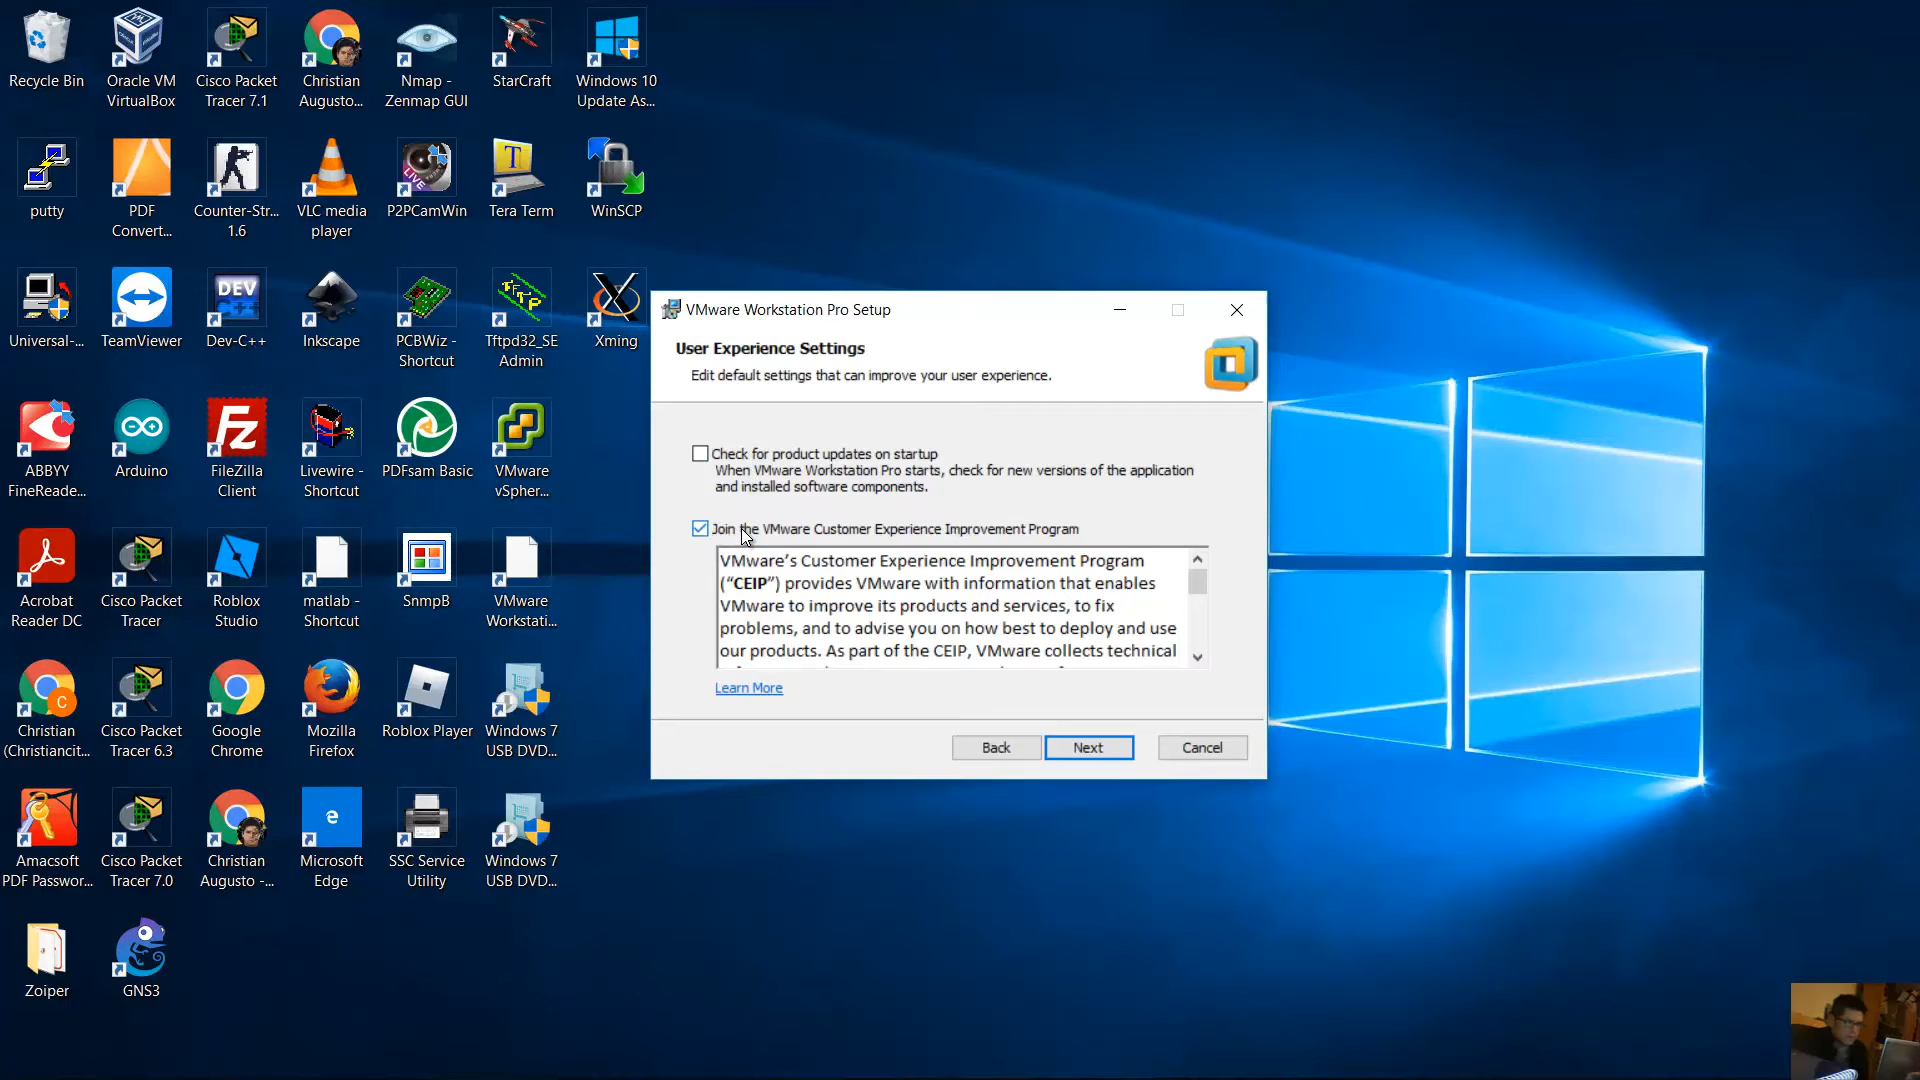 Recycle Bin
Oracle VM
VirtualBox
Cisco Packet
Tracer 7.1
Christian
Augusto...
Nmap -
Zenmap GUI
StarCraft
Windows 10
Update As...
putty
PDF
Convert...
Counter-Str...
1.6
VLC media
player
LIVE
P2PCamWin
T
Tera Term
WinSCP
Universal-...
TeamViewer
DEV
C++
Dev-C++
Inkscape
PCBWiz -
Shortcut
TFTP
Tftpd32_SE
Admin
X
Xming
ABBYY
FineReade...
Arduino
Fz
FileZilla
Client
Livewire -
Shortcut
PDFsam Basic
VMware
vSpher...
Acrobat
Reader DC
Cisco Packet
Tracer
Roblox
Studio
matlab -
Shortcut
SnmpB
VMware
Workstati...
C
Christian
(Christiancit...
Cisco Packet
Tracer 6.3
Google
Chrome
Mozilla
Firefox
Roblox Player
Windows 7
USB DVD...
Amacsoft
PDF Passwor...
Cisco Packet
Tracer 7.0
Christian
Augusto -...
e
Microsoft
Edge
SSC Service
Utility
Windows 7
USB DVD...
Zoiper
GNS3
VMware Workstation Pro Setup
User Experience Settings
Edit default settings that can improve your user experience.
Check for product updates on startup
When VMware Workstation Pro starts, check for new versions of the application
and installed software components.
Join the VMware Customer Experience Improvement Program
VMware's Customer Experience Improvement Program
("CEIP") provides VMware with information that enables
VMware to improve its products and services, to fix
problems, and to advise you on how best to deploy and use
our products. As part of the CEIP, VMware collects technical
Learn More
Back
Next
Cancel